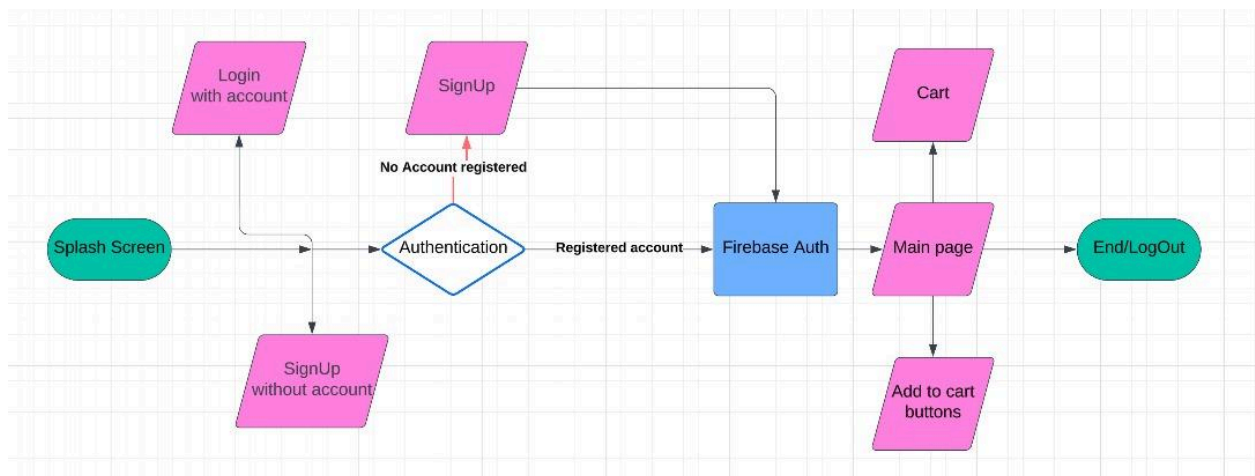 Login
with account
SignUp
Cart
No Account registered
Splash Screen
Authentication
Registered account
Firebase Auth
Main page
End/LogOut
SignUp
without account
Add to cart
buttons